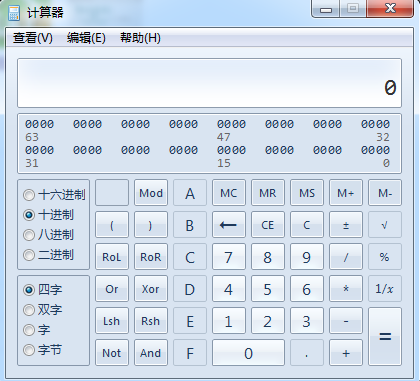 计算器
查看(V) 编辑(E) 帮助(H)
0
0000 0000 0000 0000 0000 0000 0000 0000
63 47 32
0000 0000 0000 0000 0000 0000 0000 0000
31 15 0
十六进制 Mod A MC MR MS M+ M-
十进制 ( ) B ← CE C ± √
八进制
二进制 RoL RoR C 7 8 9 / %
四字 Or Xor D 4 5 6 * 1/x
双字
字 Lsh Rsh E 1 2 3 - =
字节 Not And F 0 . +